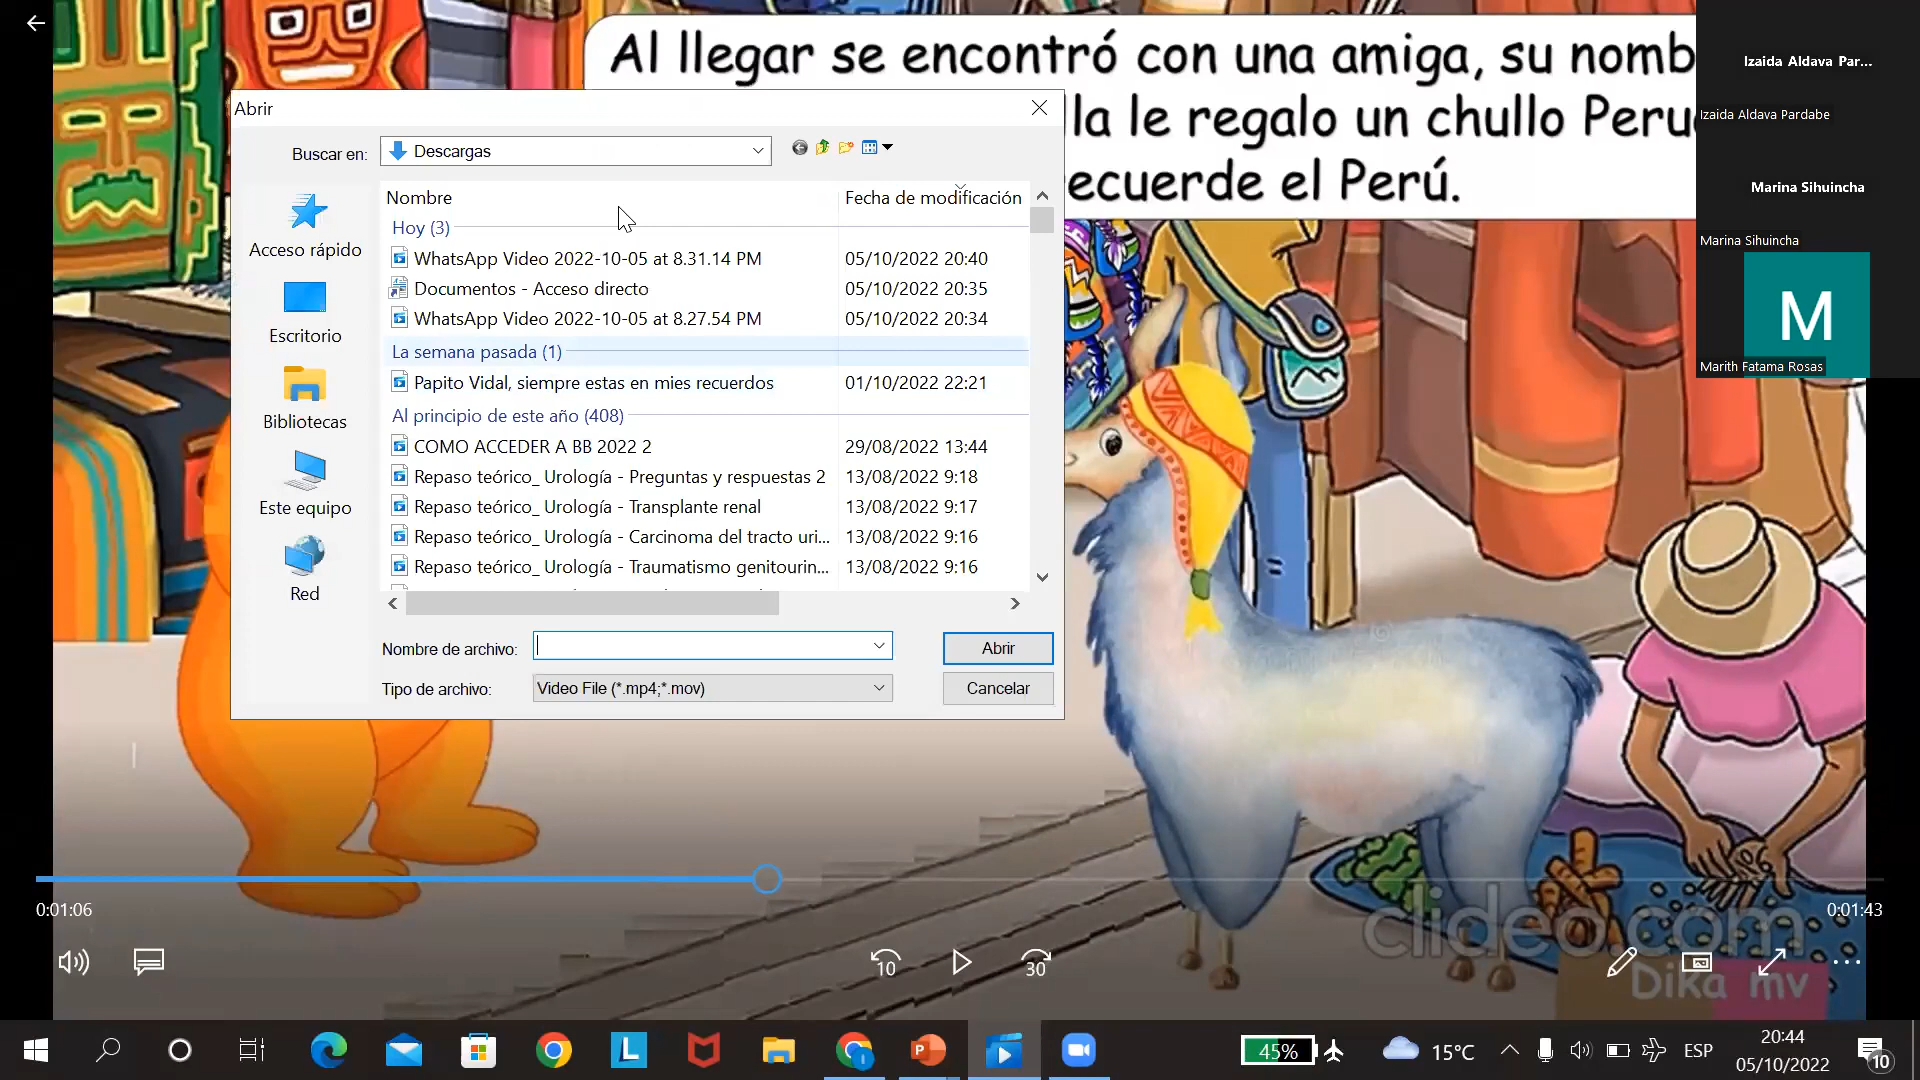 Al llegar se encontró con una amiga, su nomb
lla le regalo un chullo Peru
recuerde el Perú.
Izaida Aldava Par...
Izaida Aldava Pardabe
Marina Sihuincha
Marina Sihuincha
M
Marith Fatama Rosas
Abrir
Buscar en:
Descargas
Nombre
Fecha de modificación
Hoy (3)
WhatsApp Video 2022-10-05 at 8.31.14 PM 05/10/2022 20:40
Documentos - Acceso directo 05/10/2022 20:35
WhatsApp Video 2022-10-05 at 8.27.54 PM 05/10/2022 20:34
La semana pasada (1)
Papito Vidal, siempre estas en mies recuerdos 01/10/2022 22:21
Al principio de este año (408)
COMO ACCEDER A BB 2022 2 29/08/2022 13:44
Repaso teórico_ Urología - Preguntas y respuestas 2 13/08/2022 9:18
Repaso teórico_ Urología - Transplante renal 13/08/2022 9:17
Repaso teórico_ Urología - Carcinoma del tracto uri... 13/08/2022 9:16
Repaso teórico_ Urología - Traumatismo genitourin... 13/08/2022 9:16
Acceso rápido
Escritorio
Bibliotecas
Este equipo
Red
Nombre de archivo:
Abrir
Tipo de archivo:
Video File (*.mp4;*.mov)
Cancelar
0:01:06
0:01:43
10
30
clideo.com
Dika mv
45%
15°C
ESP
20:44
05/10/2022
10